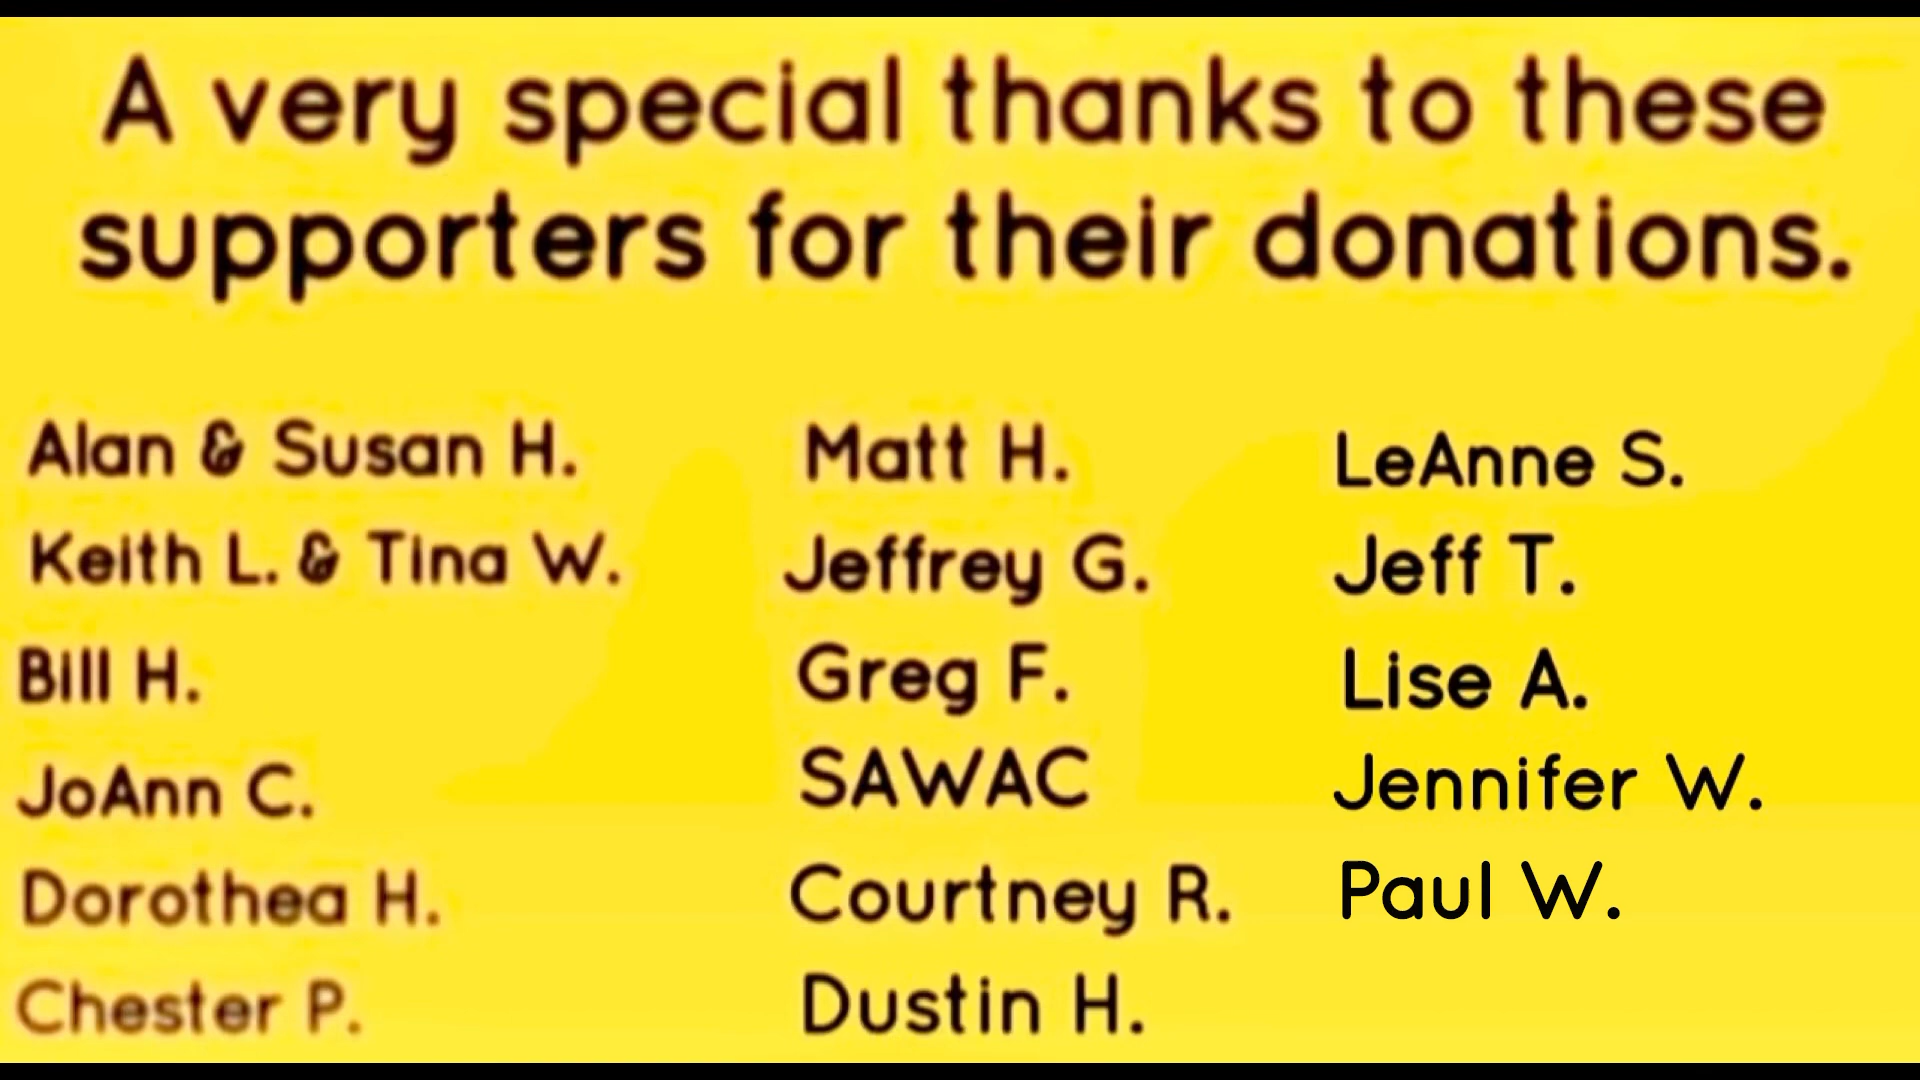 A very special thanks to these
supporters for their donations.
Alan & Susan H.
Keith L. & Tina W.
Bill H.
JoAnn C.
Dorothea H.
Chester P.
Matt H.
Jeffrey G.
Greg F.
SAWAC
Courtney R.
Dustin H.
LeAnne S.
Jeff T.
Lise A.
Jennifer W.
Paul W.